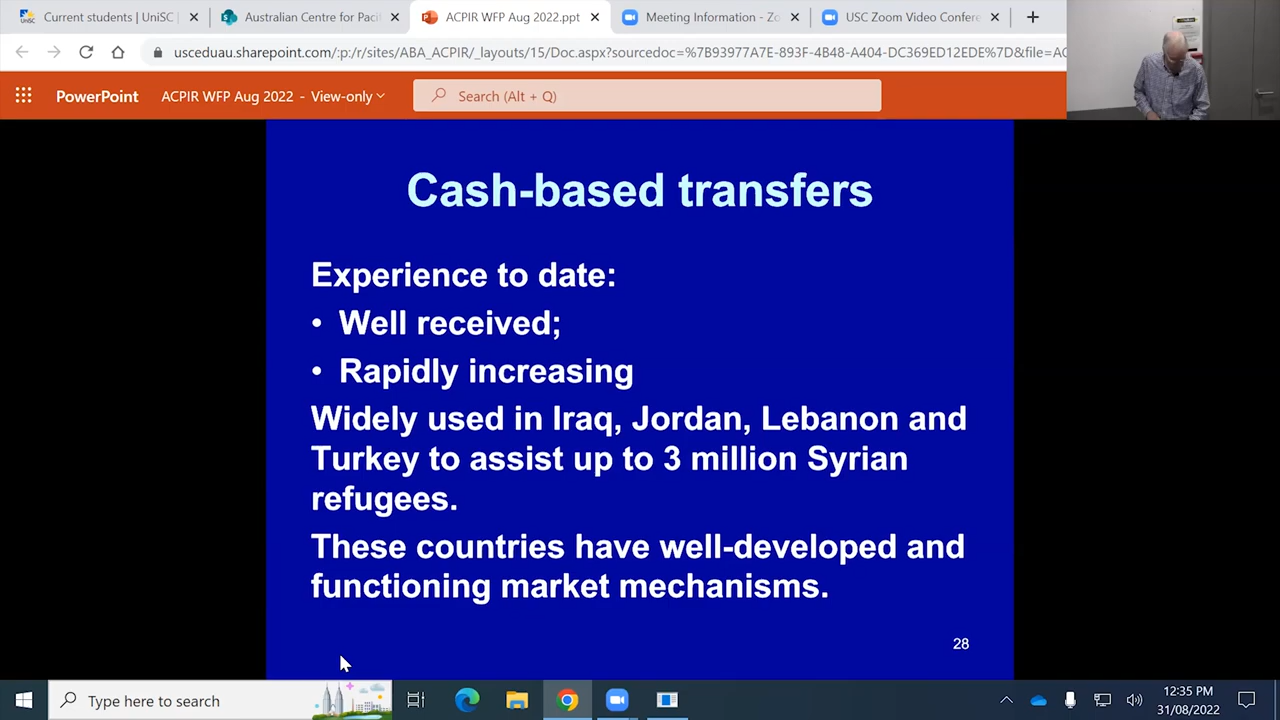 Current students | UniSC |
Australian Centre for Pacif
ACPIR WFP Aug 2022.ppt
Meeting Information - Zo
USC Zoom Video Confere
usceduau.sharepoint.com/:p:/r/sites/ABA_ACPIR/_layouts/15/Doc.aspx?sourcedoc=%7B93977A7E-893F-4B48-A404-DC369ED12EDE%7D&file=AC
PowerPoint
ACPIR WFP Aug 2022 - View-only
Search (Alt + Q)
Cash-based transfers
Experience to date:
• Well received;
• Rapidly increasing
Widely used in Iraq, Jordan, Lebanon and
Turkey to assist up to 3 million Syrian
refugees.
These countries have well-developed and
functioning market mechanisms.
28
Type here to search
12:35 PM
31/08/2022